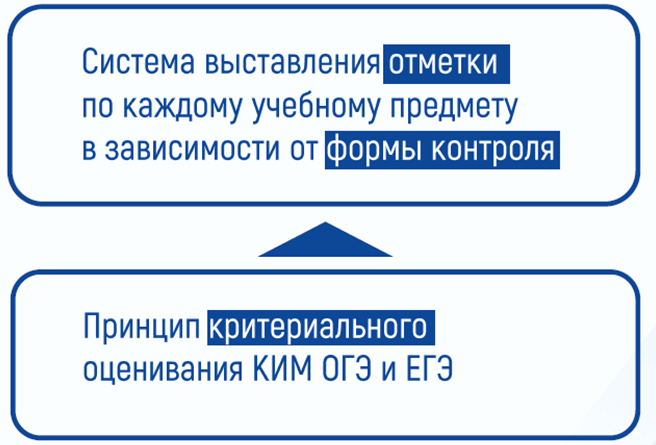 Система выставления отметки
по каждому учебному предмету
в зависимости от формы контроля
Принцип критериального
оценивания КИМ ОГЭ и ЕГЭ